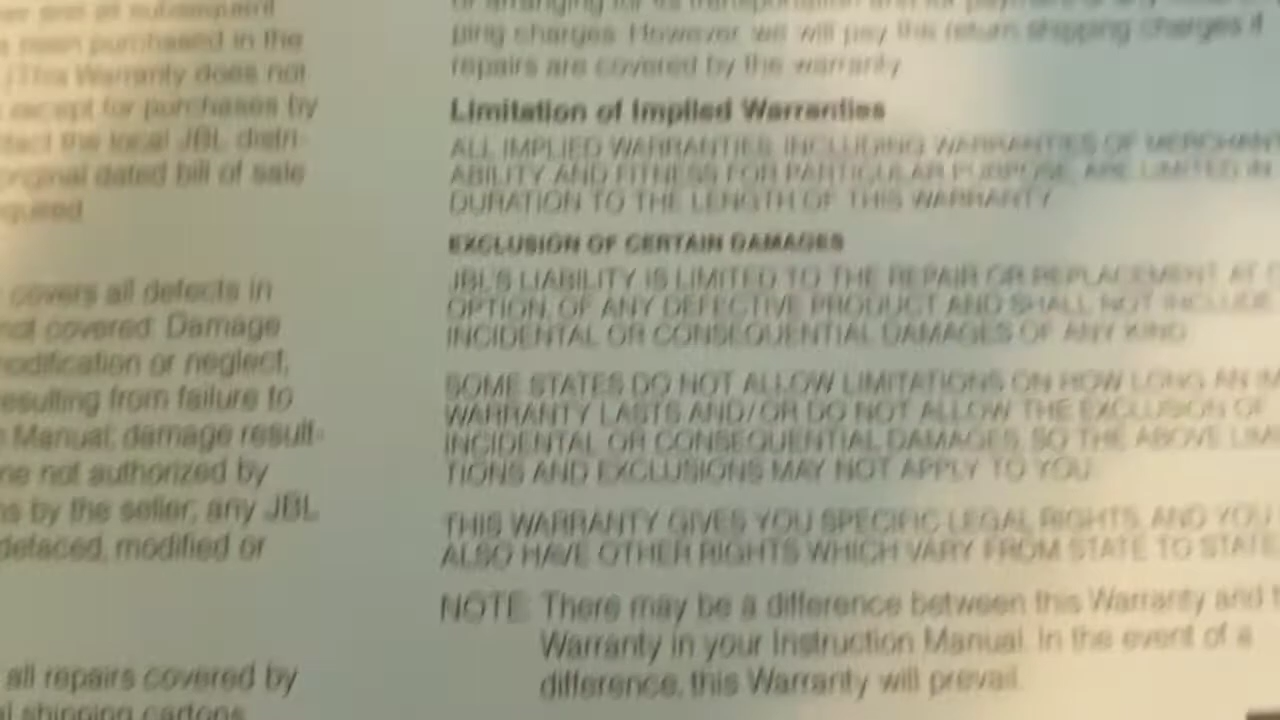 been purchased in the
(This Warranty does not
except for purchases by
the local JBL distri-
original dated bill of sale
covers all defects in
not covered: Damage
modification or neglect;
resulting from failure to
Manual; damage result-
not authorized by
by the seller; any JBL
defaced, modified or
all repairs covered by
shipping cartons
ping charges. However, we will pay the return shipping charges if
repairs are covered by the warranty.
Limitation of Implied Warranties
ALL IMPLIED WARRANTIES, INCLUDING WARRANTIES OF MERCHANT
ABILITY AND FITNESS FOR PARTICULAR PURPOSE, ARE LIMITED IN
DURATION TO THE LENGTH OF THIS WARRANTY.
EXCLUSION OF CERTAIN DAMAGES
JBL'S LIABILITY IS LIMITED TO THE REPAIR OR REPLACEMENT, AT
OPTION, OF ANY DEFECTIVE PRODUCT AND SHALL NOT INCLUDE
INCIDENTAL OR CONSEQUENTIAL DAMAGES OF ANY KIND.
SOME STATES DO NOT ALLOW LIMITATIONS ON HOW LONG AN
WARRANTY LASTS AND/OR DO NOT ALLOW THE EXCLUSION OF
INCIDENTAL OR CONSEQUENTIAL DAMAGES, SO THE ABOVE
TIONS AND EXCLUSIONS MAY NOT APPLY TO YOU.
THIS WARRANTY GIVES YOU SPECIFIC LEGAL RIGHTS, AND YOU
ALSO HAVE OTHER RIGHTS WHICH VARY FROM STATE TO STATE
NOTE: There may be a difference between this Warranty and
Warranty in your Instruction Manual. In the event of a
difference, this Warranty will prevail.